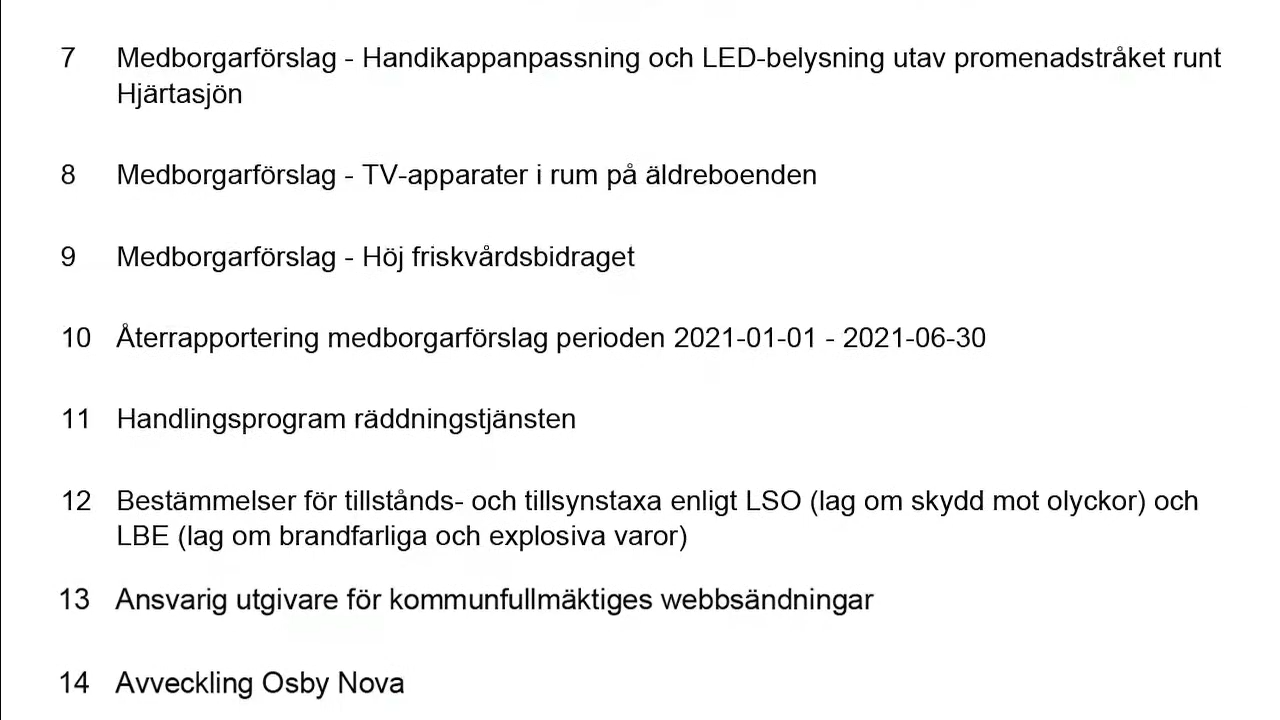 7 Medborgarförslag - Handikappanpassning och LED-belysning utav promenadstråket runt
Hjärtasjön
8 Medborgarförslag - TV-apparater i rum på äldreboenden
9 Medborgarförslag - Höj friskvårdsbidraget
10 Återrapportering medborgarförslag perioden 2021-01-01 - 2021-06-30
11 Handlingsprogram räddningstjänsten
12 Bestämmelser för tillstånds- och tillsynstaxa enligt LSO (lag om skydd mot olyckor) och
LBE (lag om brandfarliga och explosiva varor)
13 Ansvarig utgivare för kommunfullmäktiges webbsändningar
14 Avveckling Osby Nova